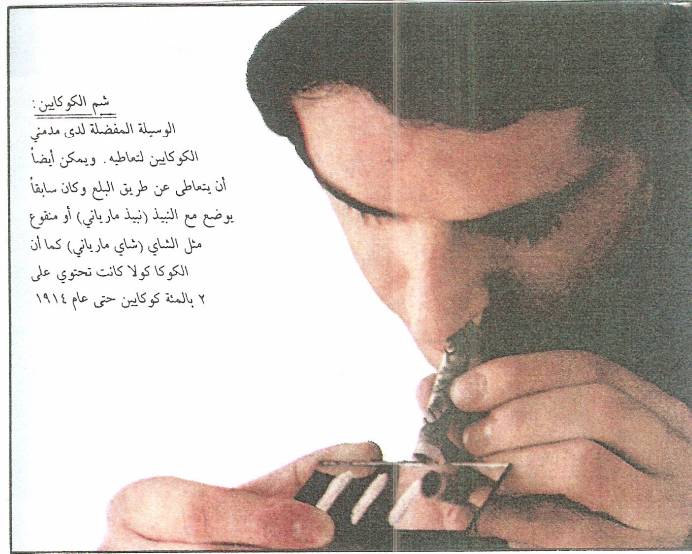 شم الكوكايين :
الوسيلة المفضلة لدى مدمني
الكوكايين لتعاطيه . ويمكن أيضاً
أن يتعاطى عن طريق البلع وكان سابقاً
يوضع مع النبيذ (نبيذ مارياني) أو منقوع
مثل الشاي (شاي مارياني) كما أن
الكوكا كولا كانت تحتوي على
٢ بالمئة كوكايين حتى عام ١٩١٤